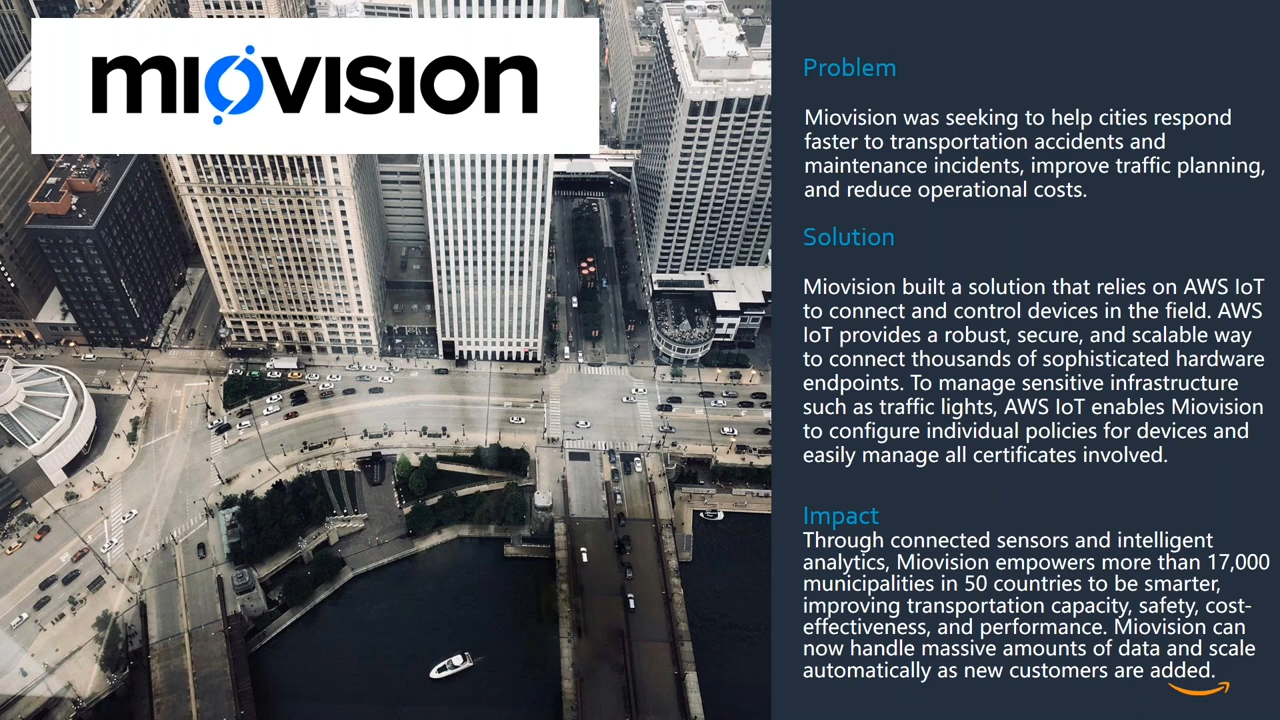 miovision
Problem
Miovision was seeking to help cities respond
faster to transportation accidents and
maintenance incidents, improve traffic planning,
and reduce operational costs.
Solution
Miovision built a solution that relies on AWS IoT
to connect and control devices in the field. AWS
IoT provides a robust, secure, and scalable way
to connect thousands of sophisticated hardware
endpoints. To manage sensitive infrastructure
such as traffic lights, AWS IoT enables Miovision
to configure individual policies for devices and
easily manage all certificates involved.
Impact
Through connected sensors and intelligent
analytics, Miovision empowers more than 17,000
municipalities in 50 countries to be smarter,
improving transportation capacity, safety, cost-
effectiveness, and performance. Miovision can
now handle massive amounts of data and scale
automatically as new customers are added.